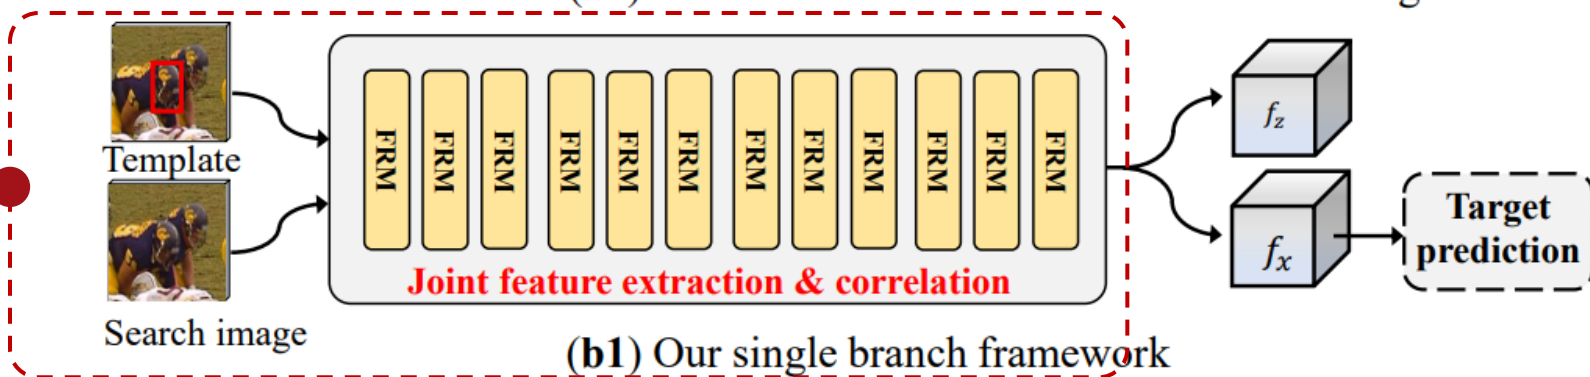 Template
Search image
FRM
FRM
FRM
FRM
FRM
FRM
FRM
FRM
FRM
FRM
FRM
FRM
Joint feature extraction & correlation
f_z
f_x
Target
prediction
(b1) Our single branch framework